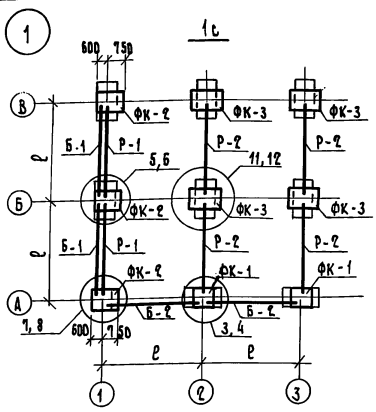 1
1с
600 750
В
ФК-2 ФК-3 ФК-3
Б-1 Р-1 Р-2 Р-2
5,6 11,12
ℓ
Б
ФК-2 ФК-3 ФК-3
Б-1 Р-1 Р-2 Р-2
ℓ
ФК-2 ФК-1 ФК-1
А
Б-2 Б-2
7,8 3,4
600 750
ℓ ℓ
1 2 3